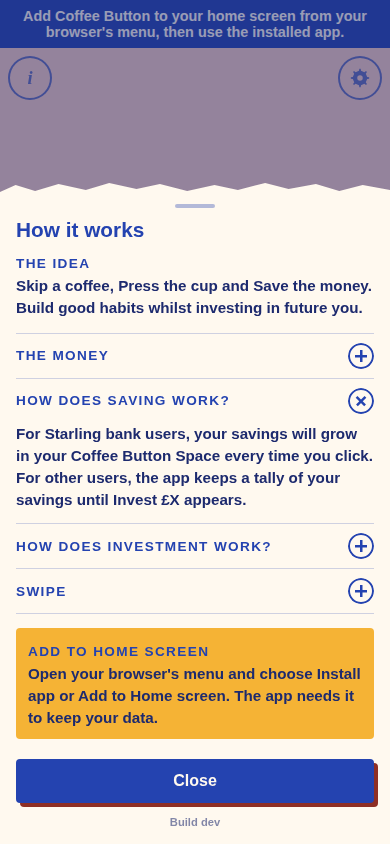 Add Coffee Button to your home screen from your
browser's menu, then use the installed app.
i
How it works
THE IDEA
Skip a coffee, Press the cup and Save the money.
Build good habits whilst investing in future you.
THE MONEY
HOW DOES SAVING WORK?
For Starling bank users, your savings will grow
in your Coffee Button Space every time you click.
For other users, the app keeps a tally of your
savings until Invest £X appears.
HOW DOES INVESTMENT WORK?
SWIPE
ADD TO HOME SCREEN
Open your browser's menu and choose Install
app or Add to Home screen. The app needs it
to keep your data.
Close
Build dev